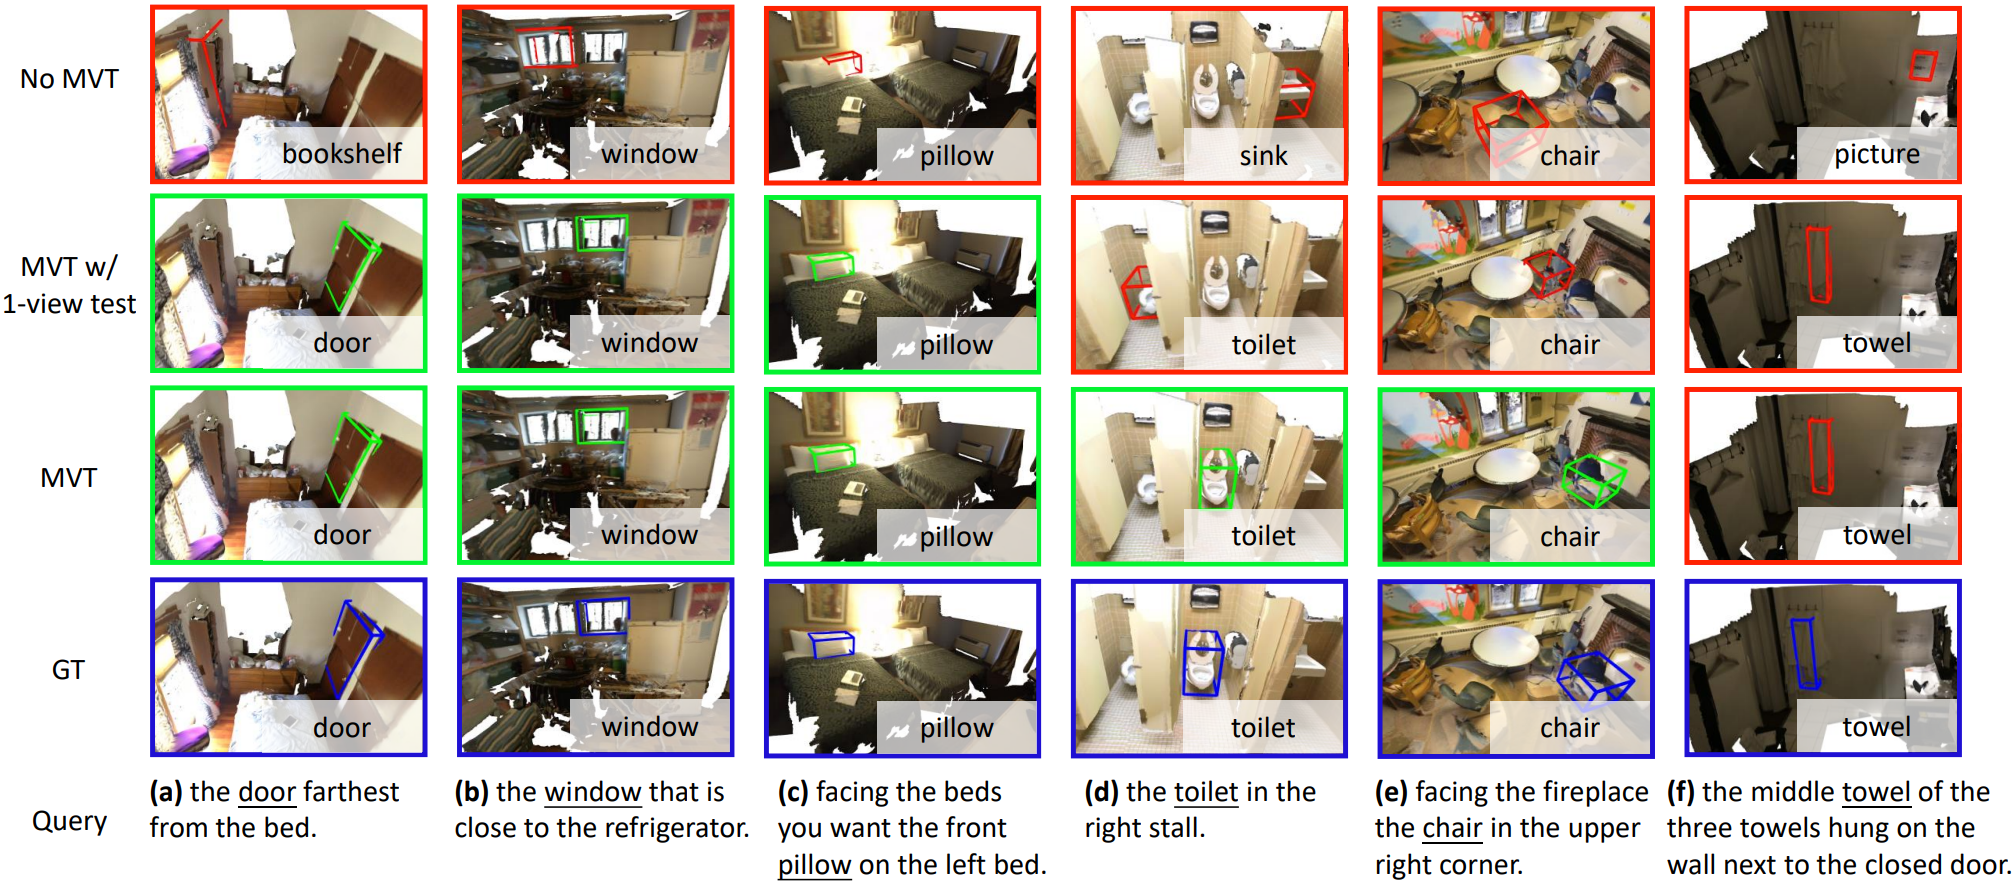 No MVT
bookshelf
window
pillow
sink
chair
picture
MVT w/
1-view test
door
window
pillow
toilet
chair
towel
MVT
door
window
pillow
toilet
chair
towel
GT
door
window
pillow
toilet
chair
towel
Query
(a) the door farthest
from the bed.
(b) the window that is
close to the refrigerator.
(c) facing the beds
you want the front
pillow on the left bed.
(d) the toilet in the
right stall.
(e) facing the fireplace
the chair in the upper
right corner.
(f) the middle towel of the
three towels hung on the
wall next to the closed door.